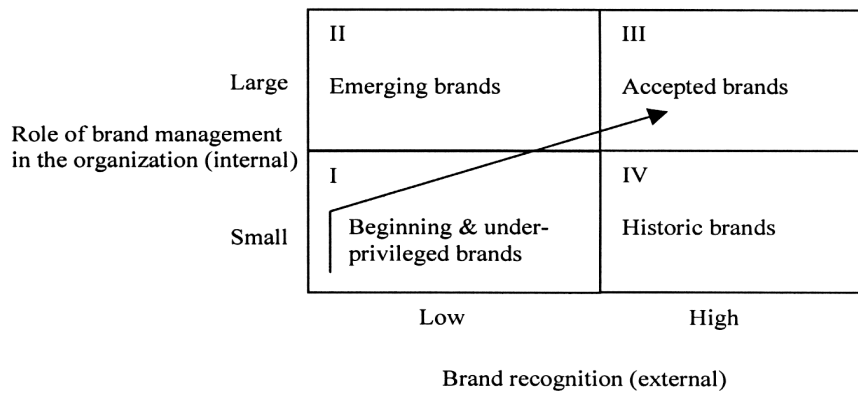 II
III
Large
Emerging brands
Accepted brands
Role of brand management
in the organization (internal)
I
IV
Small
Beginning & under-
privileged brands
Historic brands
Low
High
Brand recognition (external)